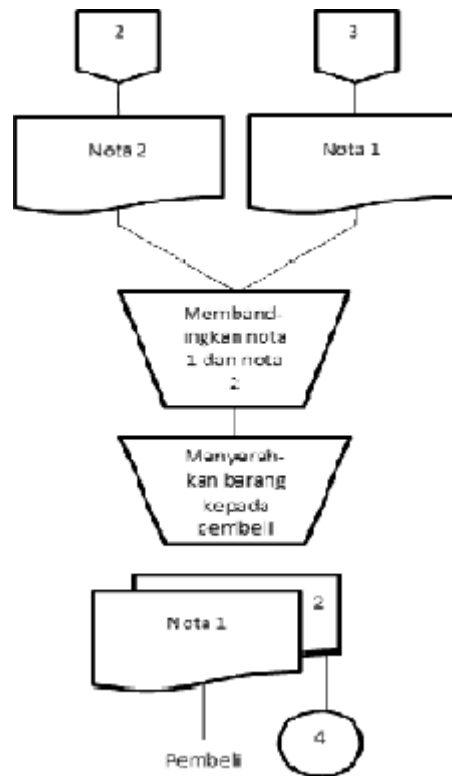 2
3
Nota 2
Nota 1
Memband-
ingkan nota
1 dan nota
2
Manyarah-
kan barang
kepada
pembeli
2
Nota 1
4
Pembeli